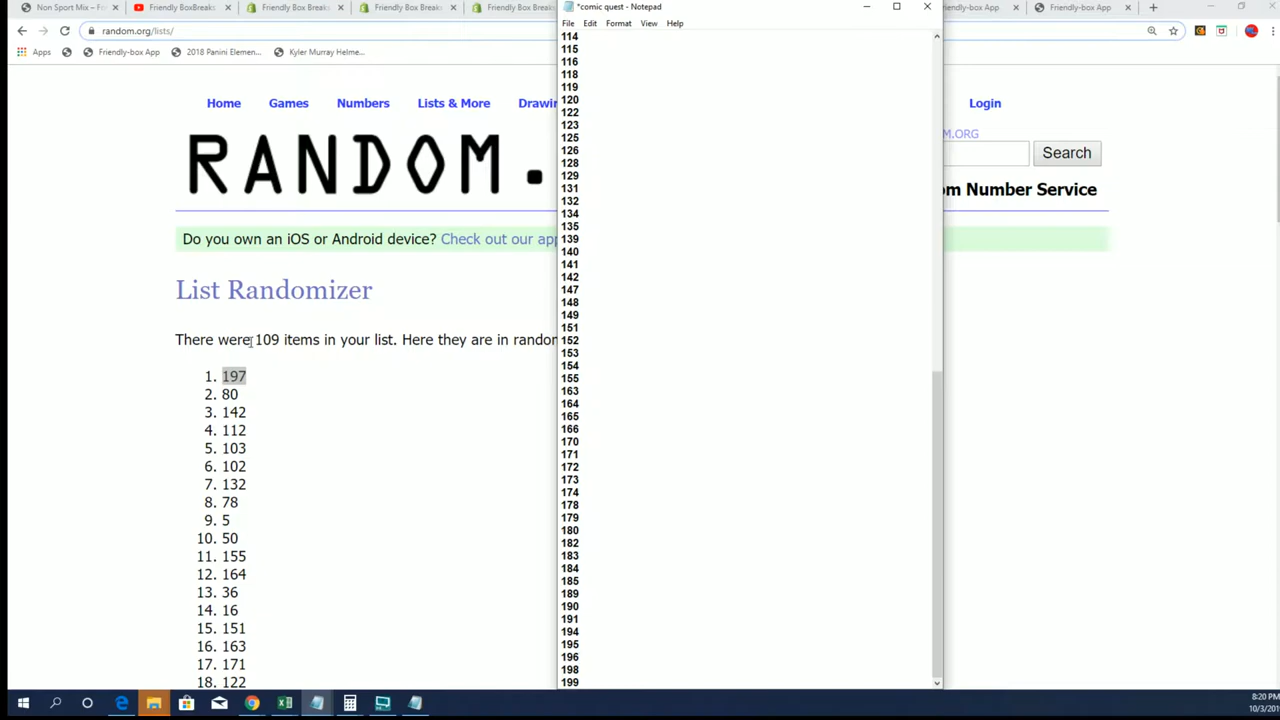 Non Sport Mix – F
Friendly BoxBreaks
Friendly Box Breaks
Friendly Box Breaks
Friendly Box Breaks
*comic quest - Notepad
endly-box App
Friendly-box App
random.org/lists/
File Edit Format View Help
Apps
Friendly-box App
2018 Panini Elemen...
Kyler Murray Helme...
Home Games Numbers Lists & More Drawin
Login
RANDOM.
M.ORG
Search
om Number Service
Do you own an iOS or Android device? Check out our app
List Randomizer
There were 109 items in your list. Here they are in random
1. 197
2. 80
3. 142
4. 112
5. 103
6. 102
7. 132
8. 78
9. 5
10. 50
11. 155
12. 164
13. 36
14. 16
15. 151
16. 163
17. 171
18. 122
114
115
116
118
119
120
122
123
125
126
128
129
131
132
134
135
139
140
141
142
147
148
149
151
152
153
154
155
163
164
165
166
170
171
172
173
174
178
179
180
182
183
184
185
189
190
191
194
195
196
198
199
8:20 PM
10/3/20